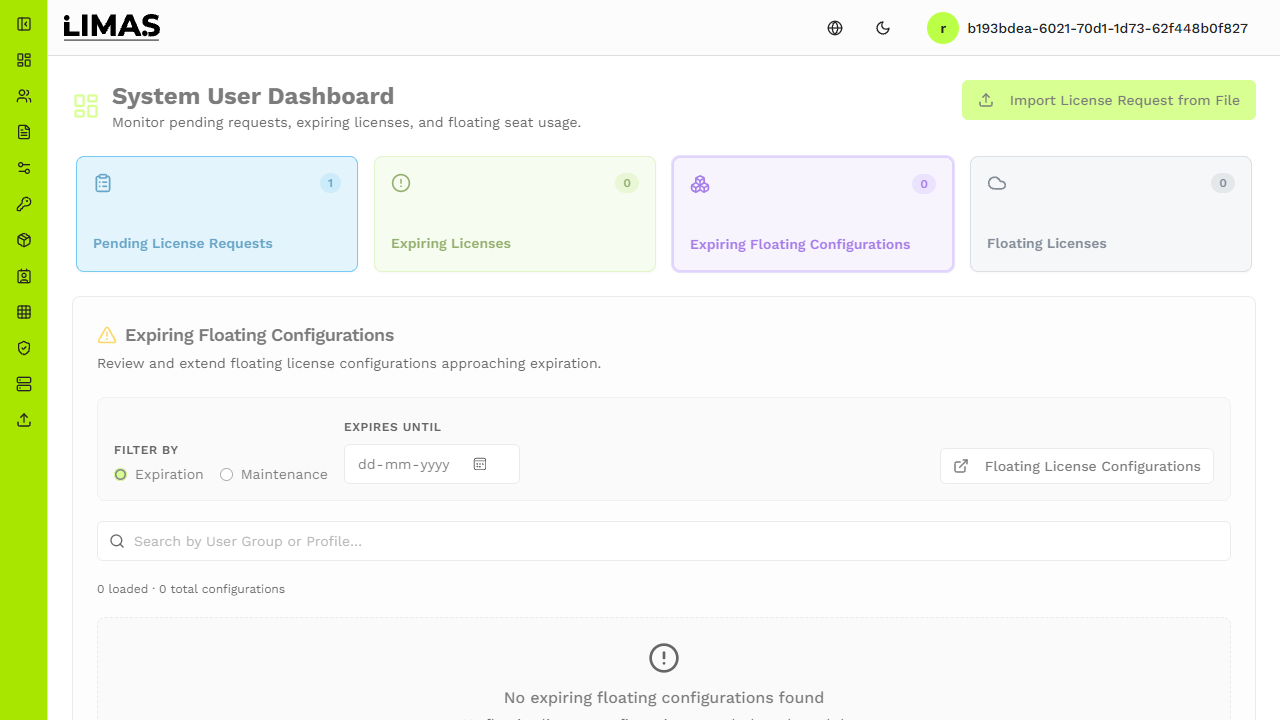 LIMAS
r
b193bdea-6021-70d1-1d73-62f448b0f827
System User Dashboard
Monitor pending requests, expiring licenses, and floating seat usage.
Import License Request from File
1
Pending License Requests
0
Expiring Licenses
0
Expiring Floating Configurations
0
Floating Licenses
Expiring Floating Configurations
Review and extend floating license configurations approaching expiration.
FILTER BY
Expiration
Maintenance
EXPIRES UNTIL
dd-mm-yyyy
Floating License Configurations
Search by User Group or Profile...
0 loaded · 0 total configurations
No expiring floating configurations found